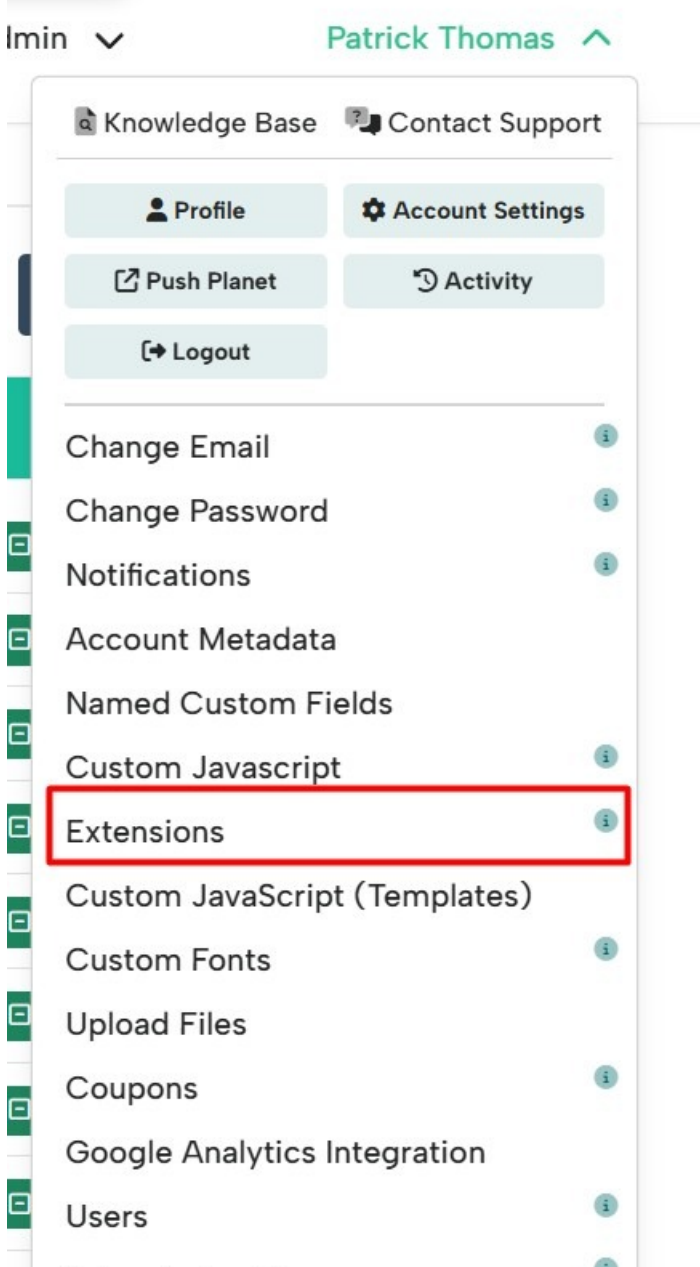 Patrick Thomas
Knowledge Base Contact Support
Profile Account Settings
Push Planet Activity
Logout
Change Email
Change Password
Notifications
Account Metadata
Named Custom Fields
Custom Javascript
Extensions
Custom JavaScript (Templates)
Custom Fonts
Upload Files
Coupons
Google Analytics Integration
Users